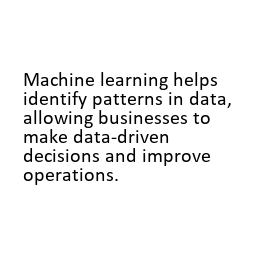 Machine learning helps
identify patterns in data,
allowing businesses to
make data-driven
decisions and improve
operations.